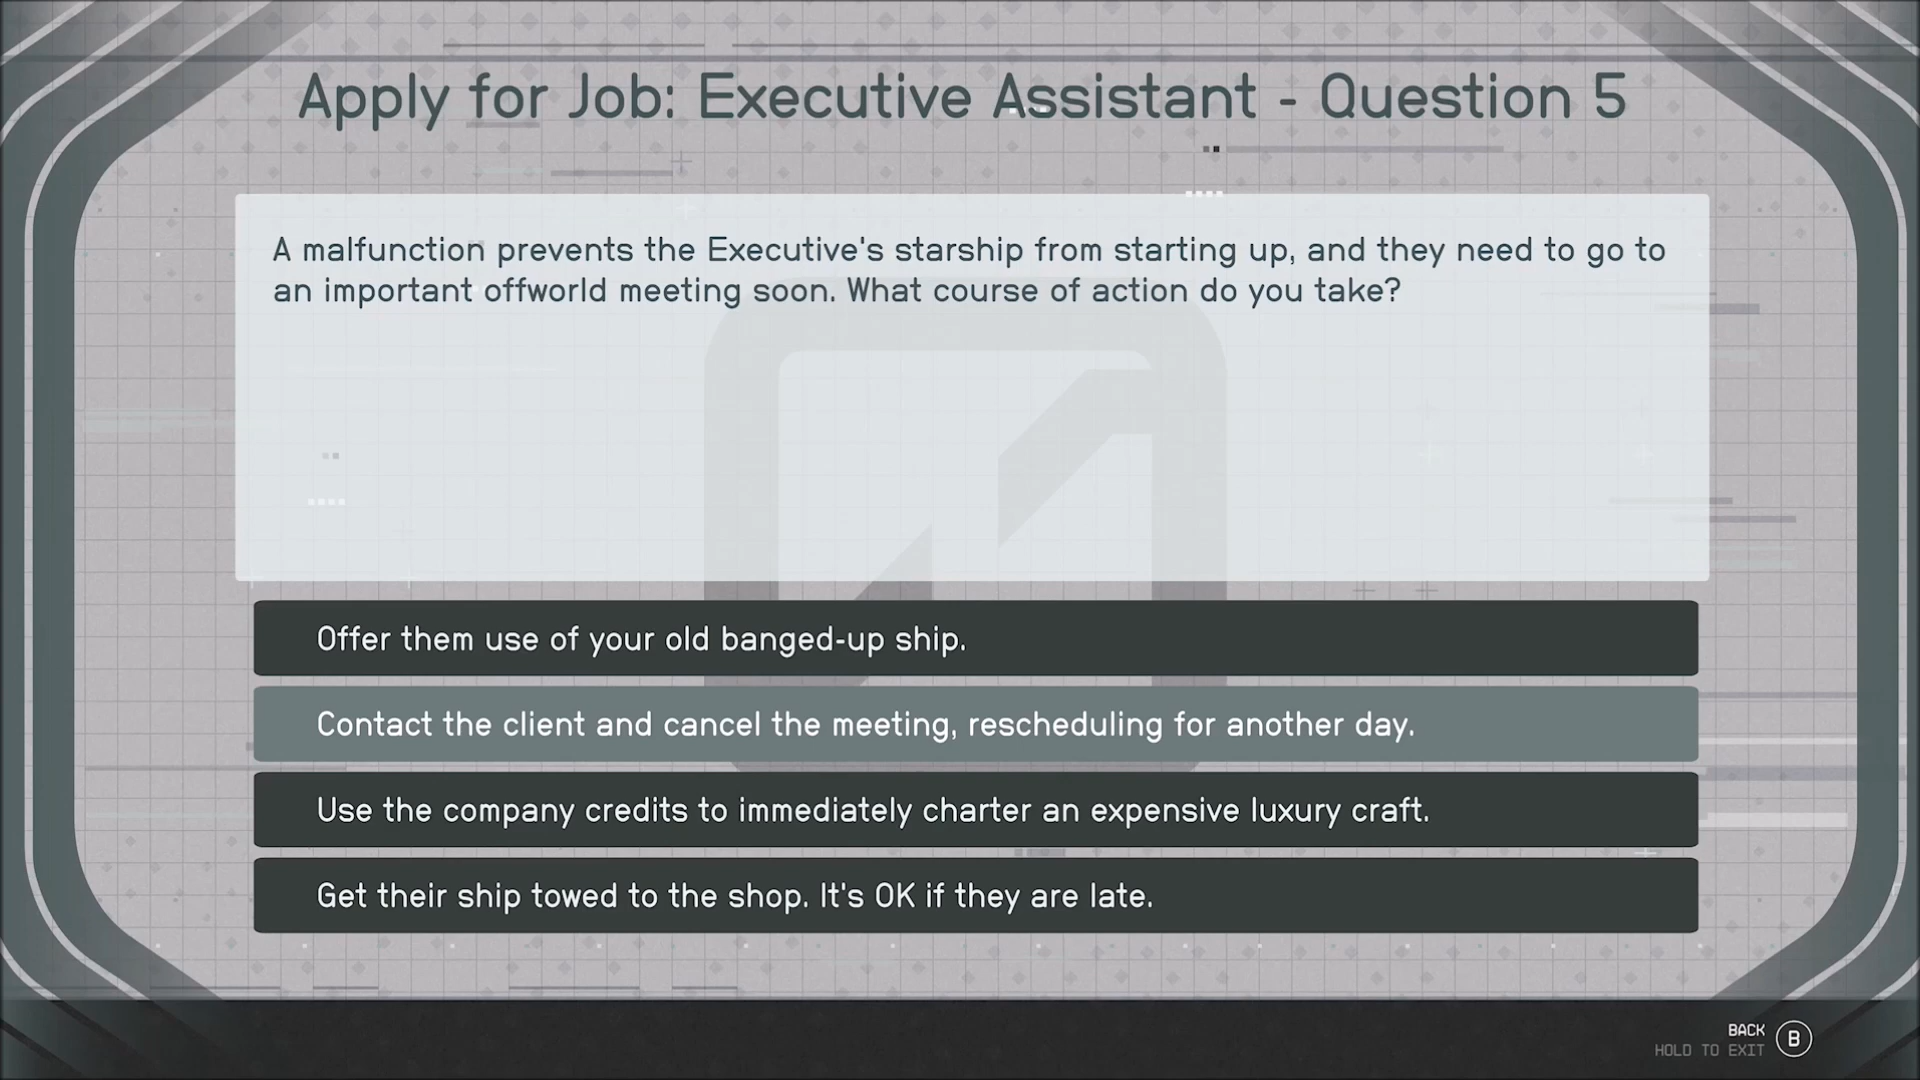 Apply for Job: Executive Assistant - Question 5
A malfunction prevents the Executive's starship from starting up, and they need to go to
an important offworld meeting soon. What course of action do you take?
Offer them use of your old banged-up ship.
Contact the client and cancel the meeting, rescheduling for another day.
Use the company credits to immediately charter an expensive luxury craft.
Get their ship towed to the shop. It's OK if they are late.
BACK
HOLD TO EXIT
B